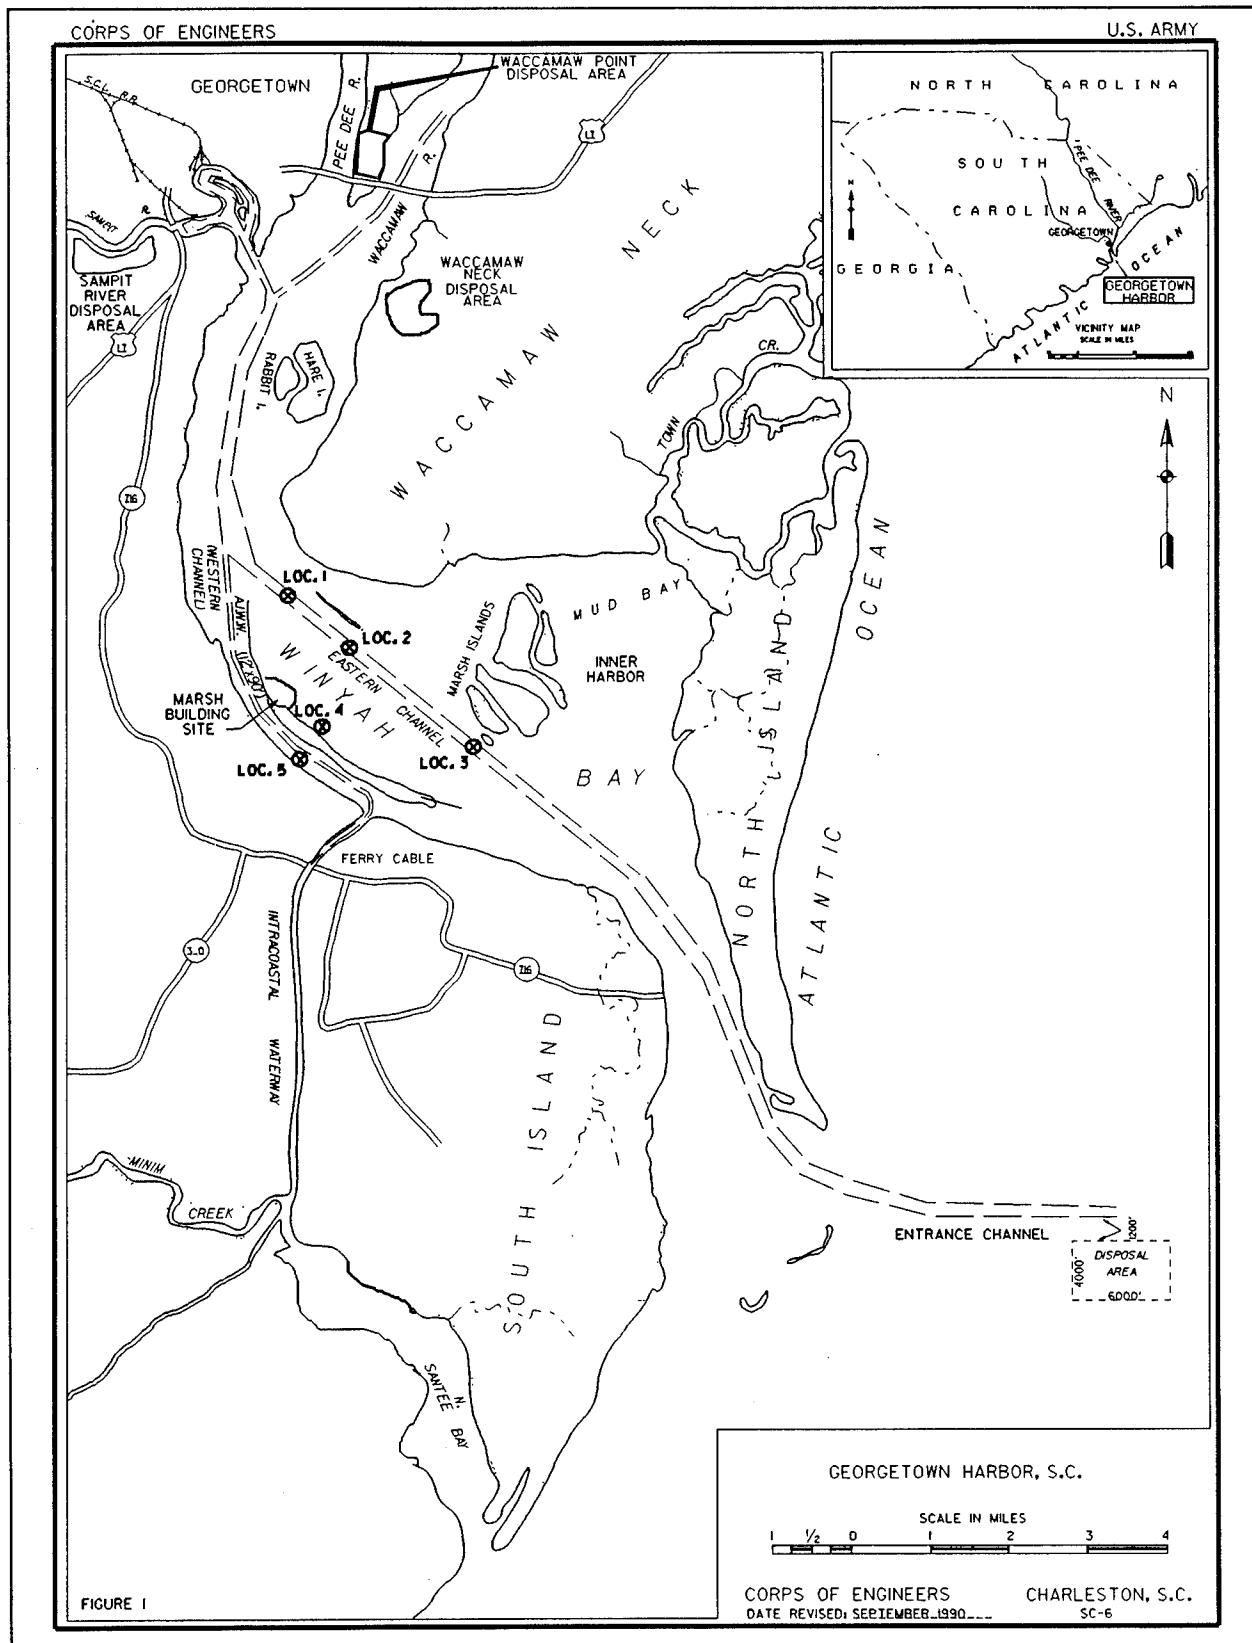 CORPS OF ENGINEERS
U.S. ARMY
S.C.L. R.R.
GEORGETOWN
PEE DEE R.
WACCAMAW POINT
DISPOSAL AREA
17
WACCAMAW R.
SAMPIT R.
SAMPIT
RIVER
DISPOSAL
AREA
17
WACCAMAW
NECK
DISPOSAL
AREA
WACCAMAW NECK
RABBIT I.
HARE I.
TOWN CR.
NORTH CAROLINA
SOUTH
CAROLINA
PEE DEE
RIVER
GEORGETOWN
GEORGIA
ATLANTIC OCEAN
GEORGETOWN
HARBOR
VICINITY MAP
SCALE IN MILES
N
N
716
(WESTERN
CHANNEL)
A.I.W.W. (12'X90')
LOC. 1
LOC. 2
WINYAH
EASTERN CHANNEL
MARSH ISLANDS
MUD BAY
INNER
HARBOR
MARSH
BUILDING
SITE
LOC. 4
LOC. 5
LOC. 3
BAY
NORTH ISLAND
ATLANTIC OCEAN
FERRY CABLE
INTRACOASTAL WATERWAY
716
SOUTH ISLAND
MINIM
CREEK
ENTRANCE CHANNEL
1200'
4000'
DISPOSAL
AREA
6000'
N.
SANTEE BAY
GEORGETOWN HARBOR, S.C.
SCALE IN MILES
1 1/2 0 1 2 3 4
FIGURE 1
CORPS OF ENGINEERS
CHARLESTON, S.C.
DATE REVISED: SEPTEMBER 1990
SC-6